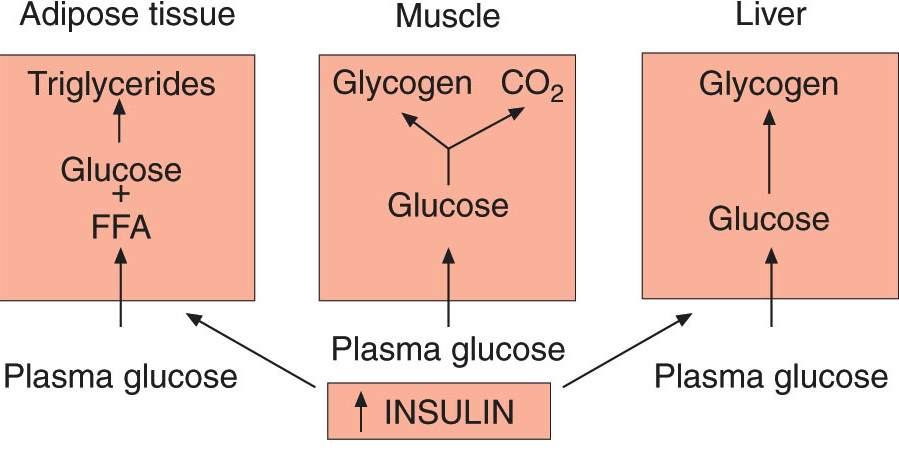 Adipose tissue
Triglycerides
Glucose
+
FFA
Plasma glucose
Muscle
Glycogen CO₂
Glucose
Plasma glucose
Liver
Glycogen
Glucose
Plasma glucose
INSULIN